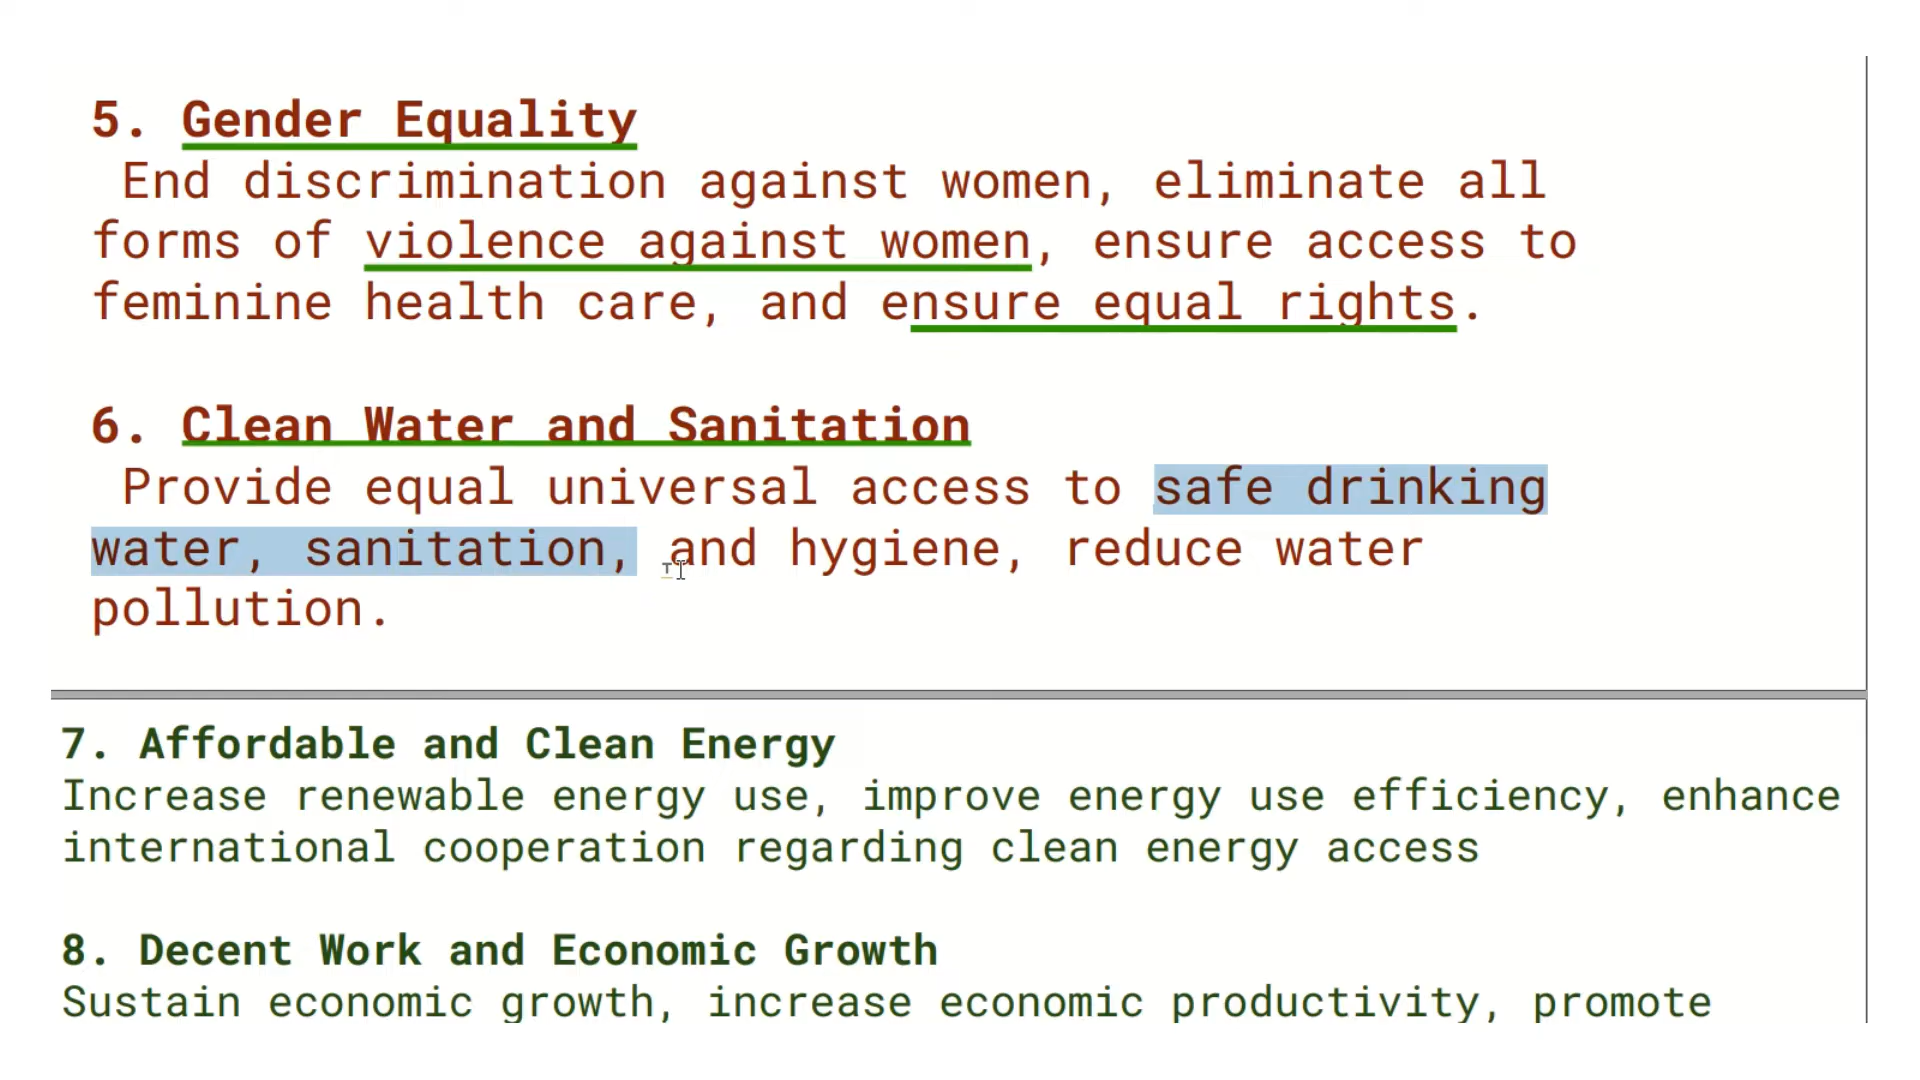 5. Gender Equality
End discrimination against women, eliminate all
forms of violence against women, ensure access to
feminine health care, and ensure equal rights.
6. Clean Water and Sanitation
Provide equal universal access to safe drinking
water, sanitation, and hygiene, reduce water
pollution.
7. Affordable and Clean Energy
Increase renewable energy use, improve energy use efficiency, enhance
international cooperation regarding clean energy access
8. Decent Work and Economic Growth
Sustain economic growth, increase economic productivity, promote